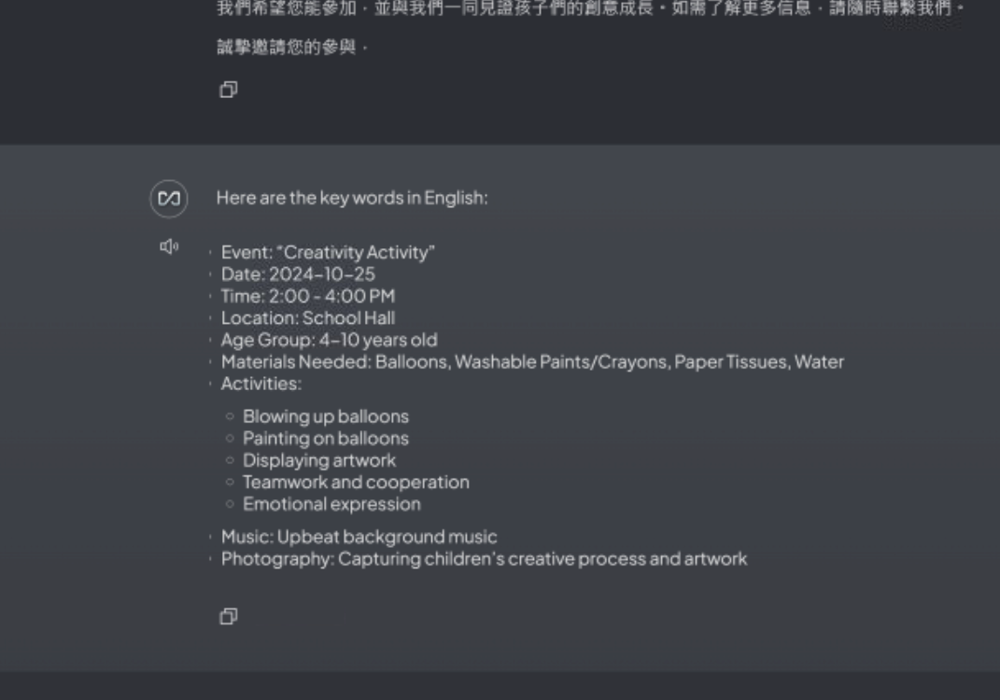 我們希望您能參加，並與我們一同見證孩子們的創意成長。如需了解更多信息，請隨時聯繫我們。
誠摯邀請您的參與。
Here are the key words in English:
Event: “Creativity Activity”
Date: 2024-10-25
Time: 2:00 - 4:00 PM
Location: School Hall
Age Group: 4-10 years old
Materials Needed: Balloons, Washable Paints/Crayons, Paper Tissues, Water
Activities:
Blowing up balloons
Painting on balloons
Displaying artwork
Teamwork and cooperation
Emotional expression
Music: Upbeat background music
Photography: Capturing children's creative process and artwork